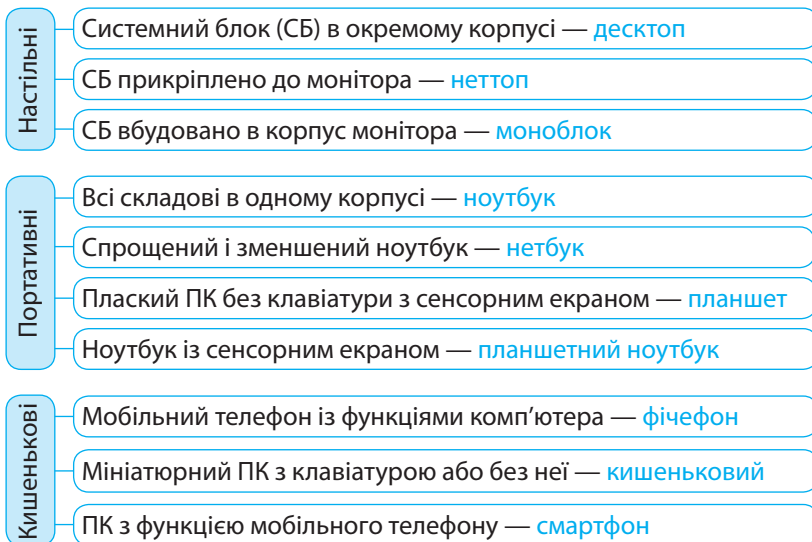 Настільні
Системний блок (СБ) в окремому корпусі — десктоп
СБ прикріплено до монітора — неттоп
СБ вбудовано в корпус монітора — моноблок
Портативні
Всі складові в одному корпусі — ноутбук
Спрощений і зменшений ноутбук — нетбук
Плаский ПК без клавіатури з сенсорним екраном — планшет
Ноутбук із сенсорним екраном — планшетний ноутбук
Кишенькові
Мобільний телефон із функціями комп’ютера — фічефон
Мініатюрний ПК з клавіатурою або без неї — кишеньковий
ПК з функцією мобільного телефону — смартфон